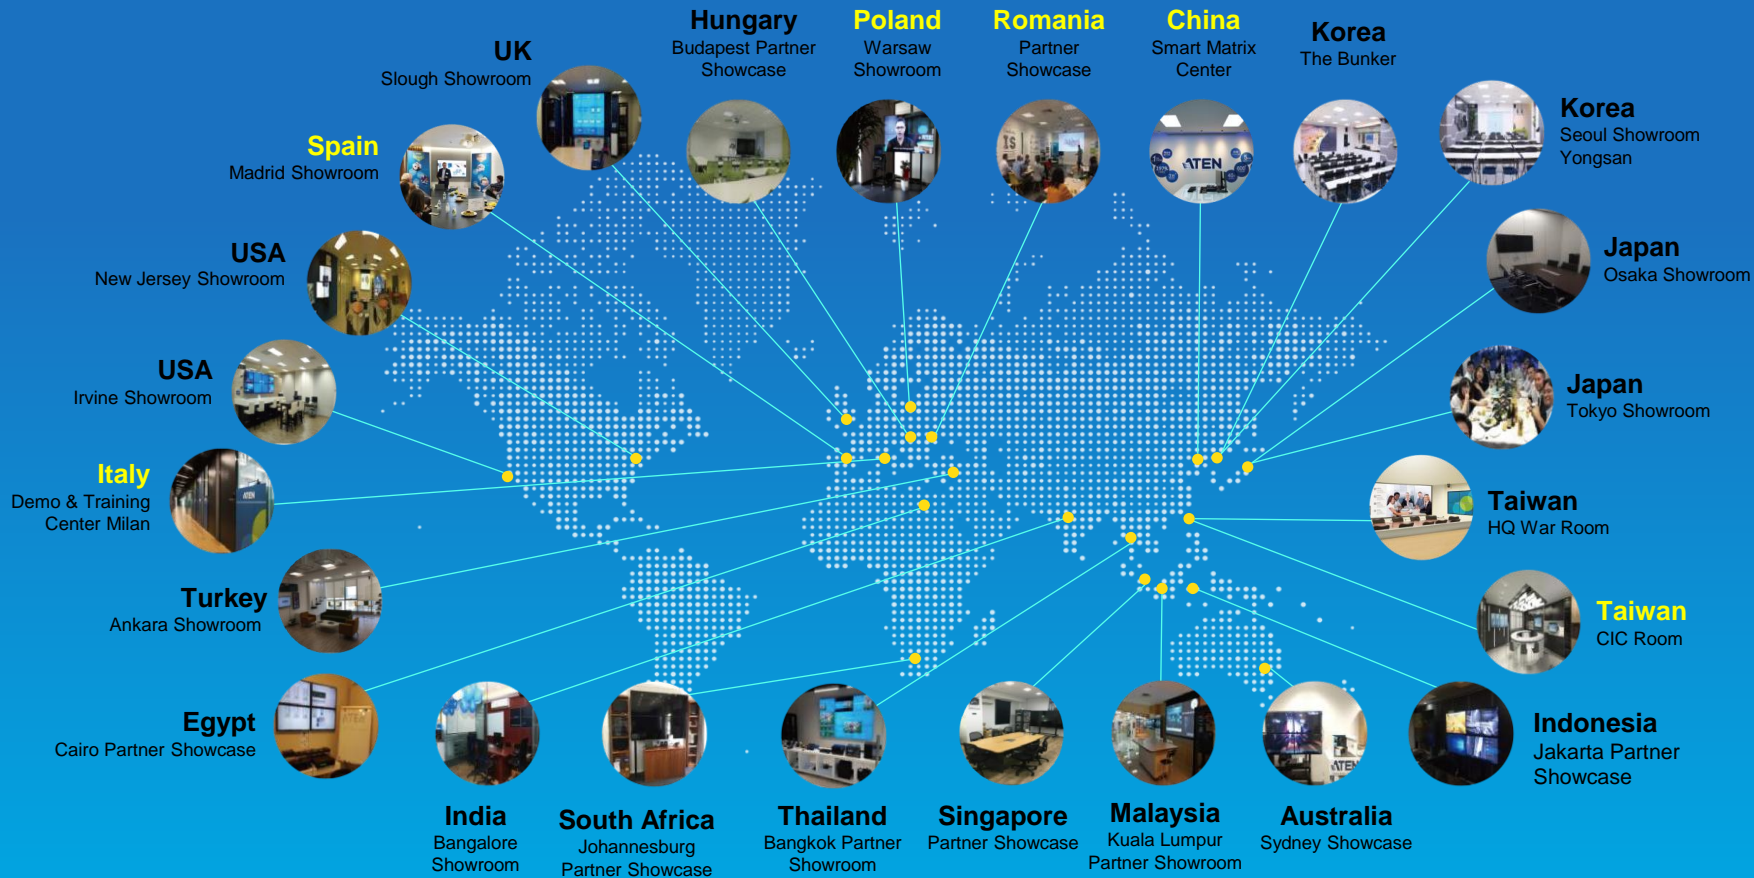 Hungary
Budapest Partner
Showcase
Poland
Warsaw
Showroom
Romania
Partner
Showcase
China
Smart Matrix
Center
Korea
The Bunker
UK
Slough Showroom
Korea
Seoul Showroom
Yongsan
Spain
Madrid Showroom
ATEN
USA
New Jersey Showroom
Japan
Osaka Showroom
USA
Irvine Showroom
Japan
Tokyo Showroom
Italy
Demo & Training
Center Milan
ATEN
Taiwan
HQ War Room
Turkey
Ankara Showroom
Taiwan
CIC Room
Egypt
Cairo Partner Showcase
ATEN
Indonesia
Jakarta Partner
Showcase
ATEN
India
Bangalore
Showroom
South Africa
Johannesburg
Partner Showcase
Thailand
Bangkok Partner
Showroom
Singapore
Partner Showcase
Malaysia
Kuala Lumpur
Partner Showroom
Australia
Sydney Showcase